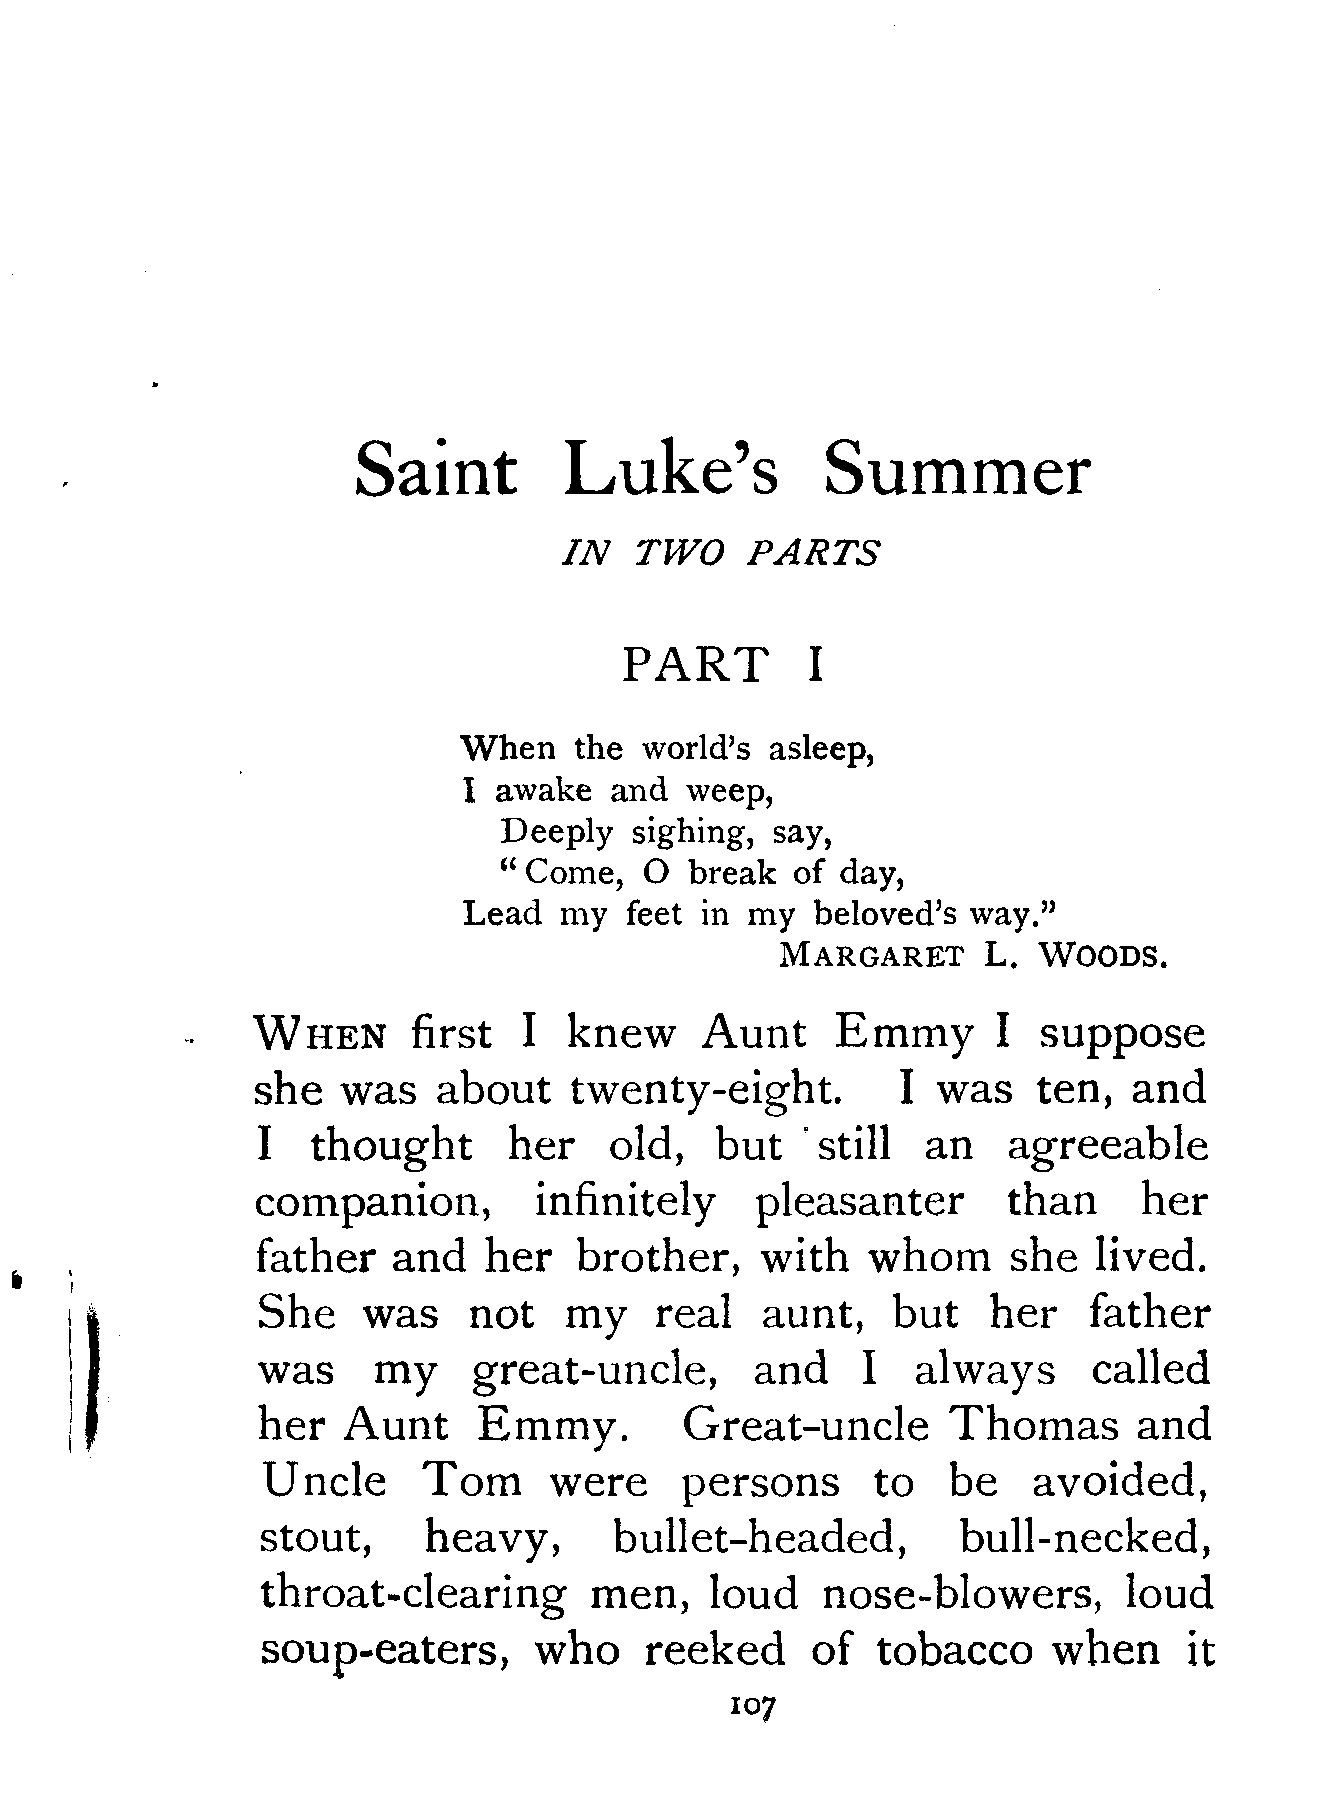 Saint Luke's Summer
IN TWO PARTS
PART I
When the world's asleep,
I awake and weep,
Deeply sighing, say,
“Come, O break of day,
Lead my feet in my beloved's way.”
MARGARET L. WOODS.
WHEN first I knew Aunt Emmy I suppose
she was about twenty-eight. I was ten, and
I thought her old, but still an agreeable
companion, infinitely pleasanter than her
father and her brother, with whom she lived.
She was not my real aunt, but her father
was my great-uncle, and I always called
her Aunt Emmy. Great-uncle Thomas and
Uncle Tom were persons to be avoided,
stout, heavy, bullet-headed, bull-necked,
throat-clearing men, loud nose-blowers, loud
soup-eaters, who reeked of tobacco when it
107